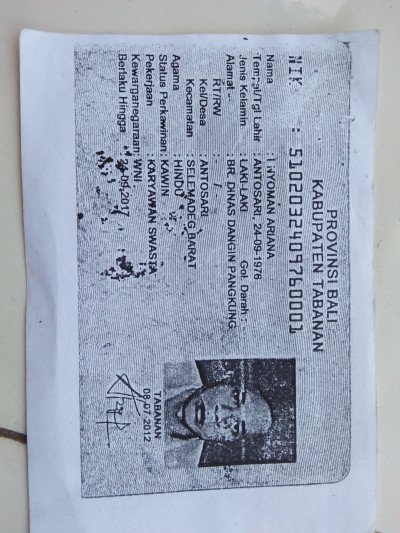 PROVINSI BALI
KABUPATEN TABANAN
NIK : 5102032409760001
Nama : I NYOMAN ARIANA
Tempat/Tgl Lahir : ANTOSARI, 24-09-1976
Jenis Kelamin : LAKI-LAKI Gol. Darah :
Alamat : BR. DINAS DANGIN PANGKUNG
RT/RW : /
Kel/Desa : ANTOSARI
Kecamatan : SELEMADEG BARAT
Agama : HINDU
Status Perkawinan : KAWIN
Pekerjaan : KARYAWAN SWASTA
Kewarganegaraan : WNI
Berlaku Hingga : -09-2017
TABANAN
08-07-2012